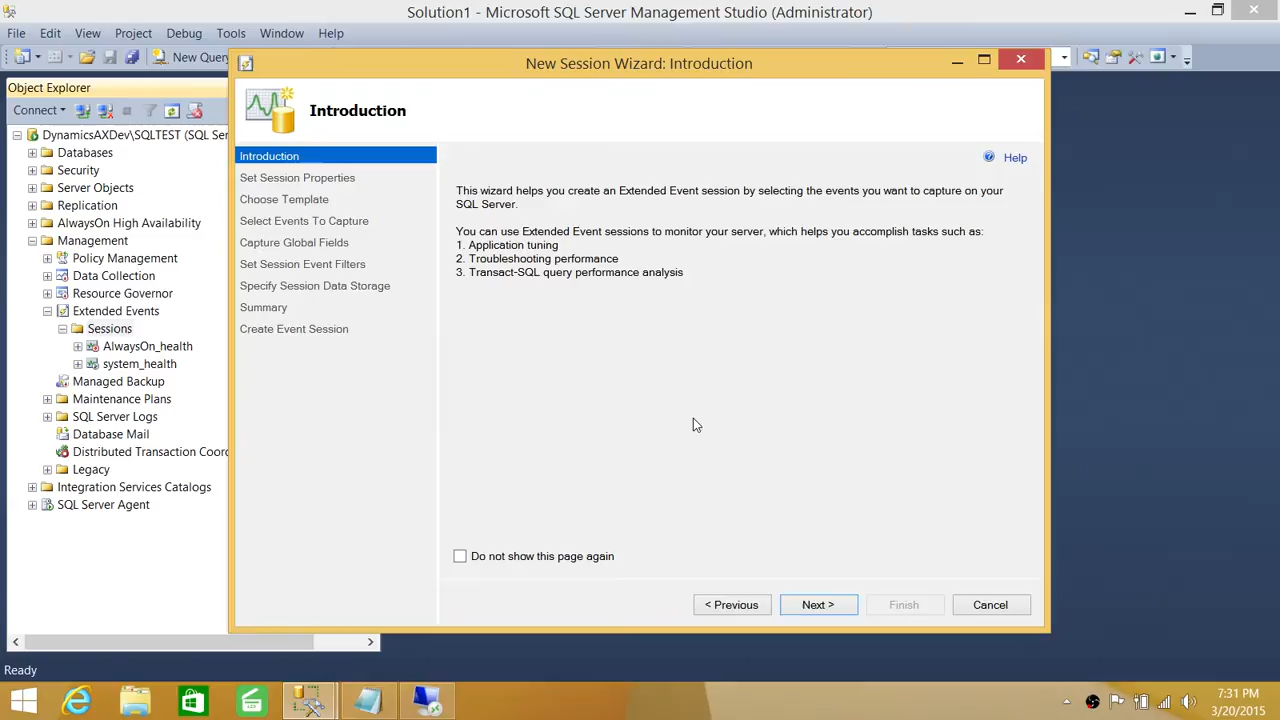 Solution1 - Microsoft SQL Server Management Studio (Administrator)
File Edit View Project Debug Tools Window Help
New Query
New Session Wizard: Introduction
Object Explorer
Connect
Introduction
DynamicsAXDev\SQLTEST (SQL Ser
Databases
Security
Server Objects
Replication
AlwaysOn High Availability
Management
Policy Management
Data Collection
Resource Governor
Extended Events
Sessions
AlwaysOn_health
system_health
Managed Backup
Maintenance Plans
SQL Server Logs
Database Mail
Distributed Transaction Coord
Legacy
Integration Services Catalogs
SQL Server Agent
Introduction
Set Session Properties
Choose Template
Select Events To Capture
Capture Global Fields
Set Session Event Filters
Specify Session Data Storage
Summary
Create Event Session
Help
This wizard helps you create an Extended Event session by selecting the events you want to capture on your
SQL Server.
You can use Extended Event sessions to monitor your server, which helps you accomplish tasks such as:
1. Application tuning
2. Troubleshooting performance
3. Transact-SQL query performance analysis
Do not show this page again
< Previous Next > Finish Cancel
Ready
7:31 PM
3/20/2015